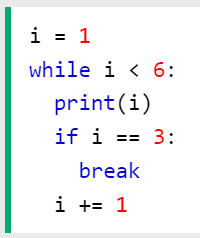 i = 1
while i < 6:
  print(i)
  if i == 3:
    break
  i += 1